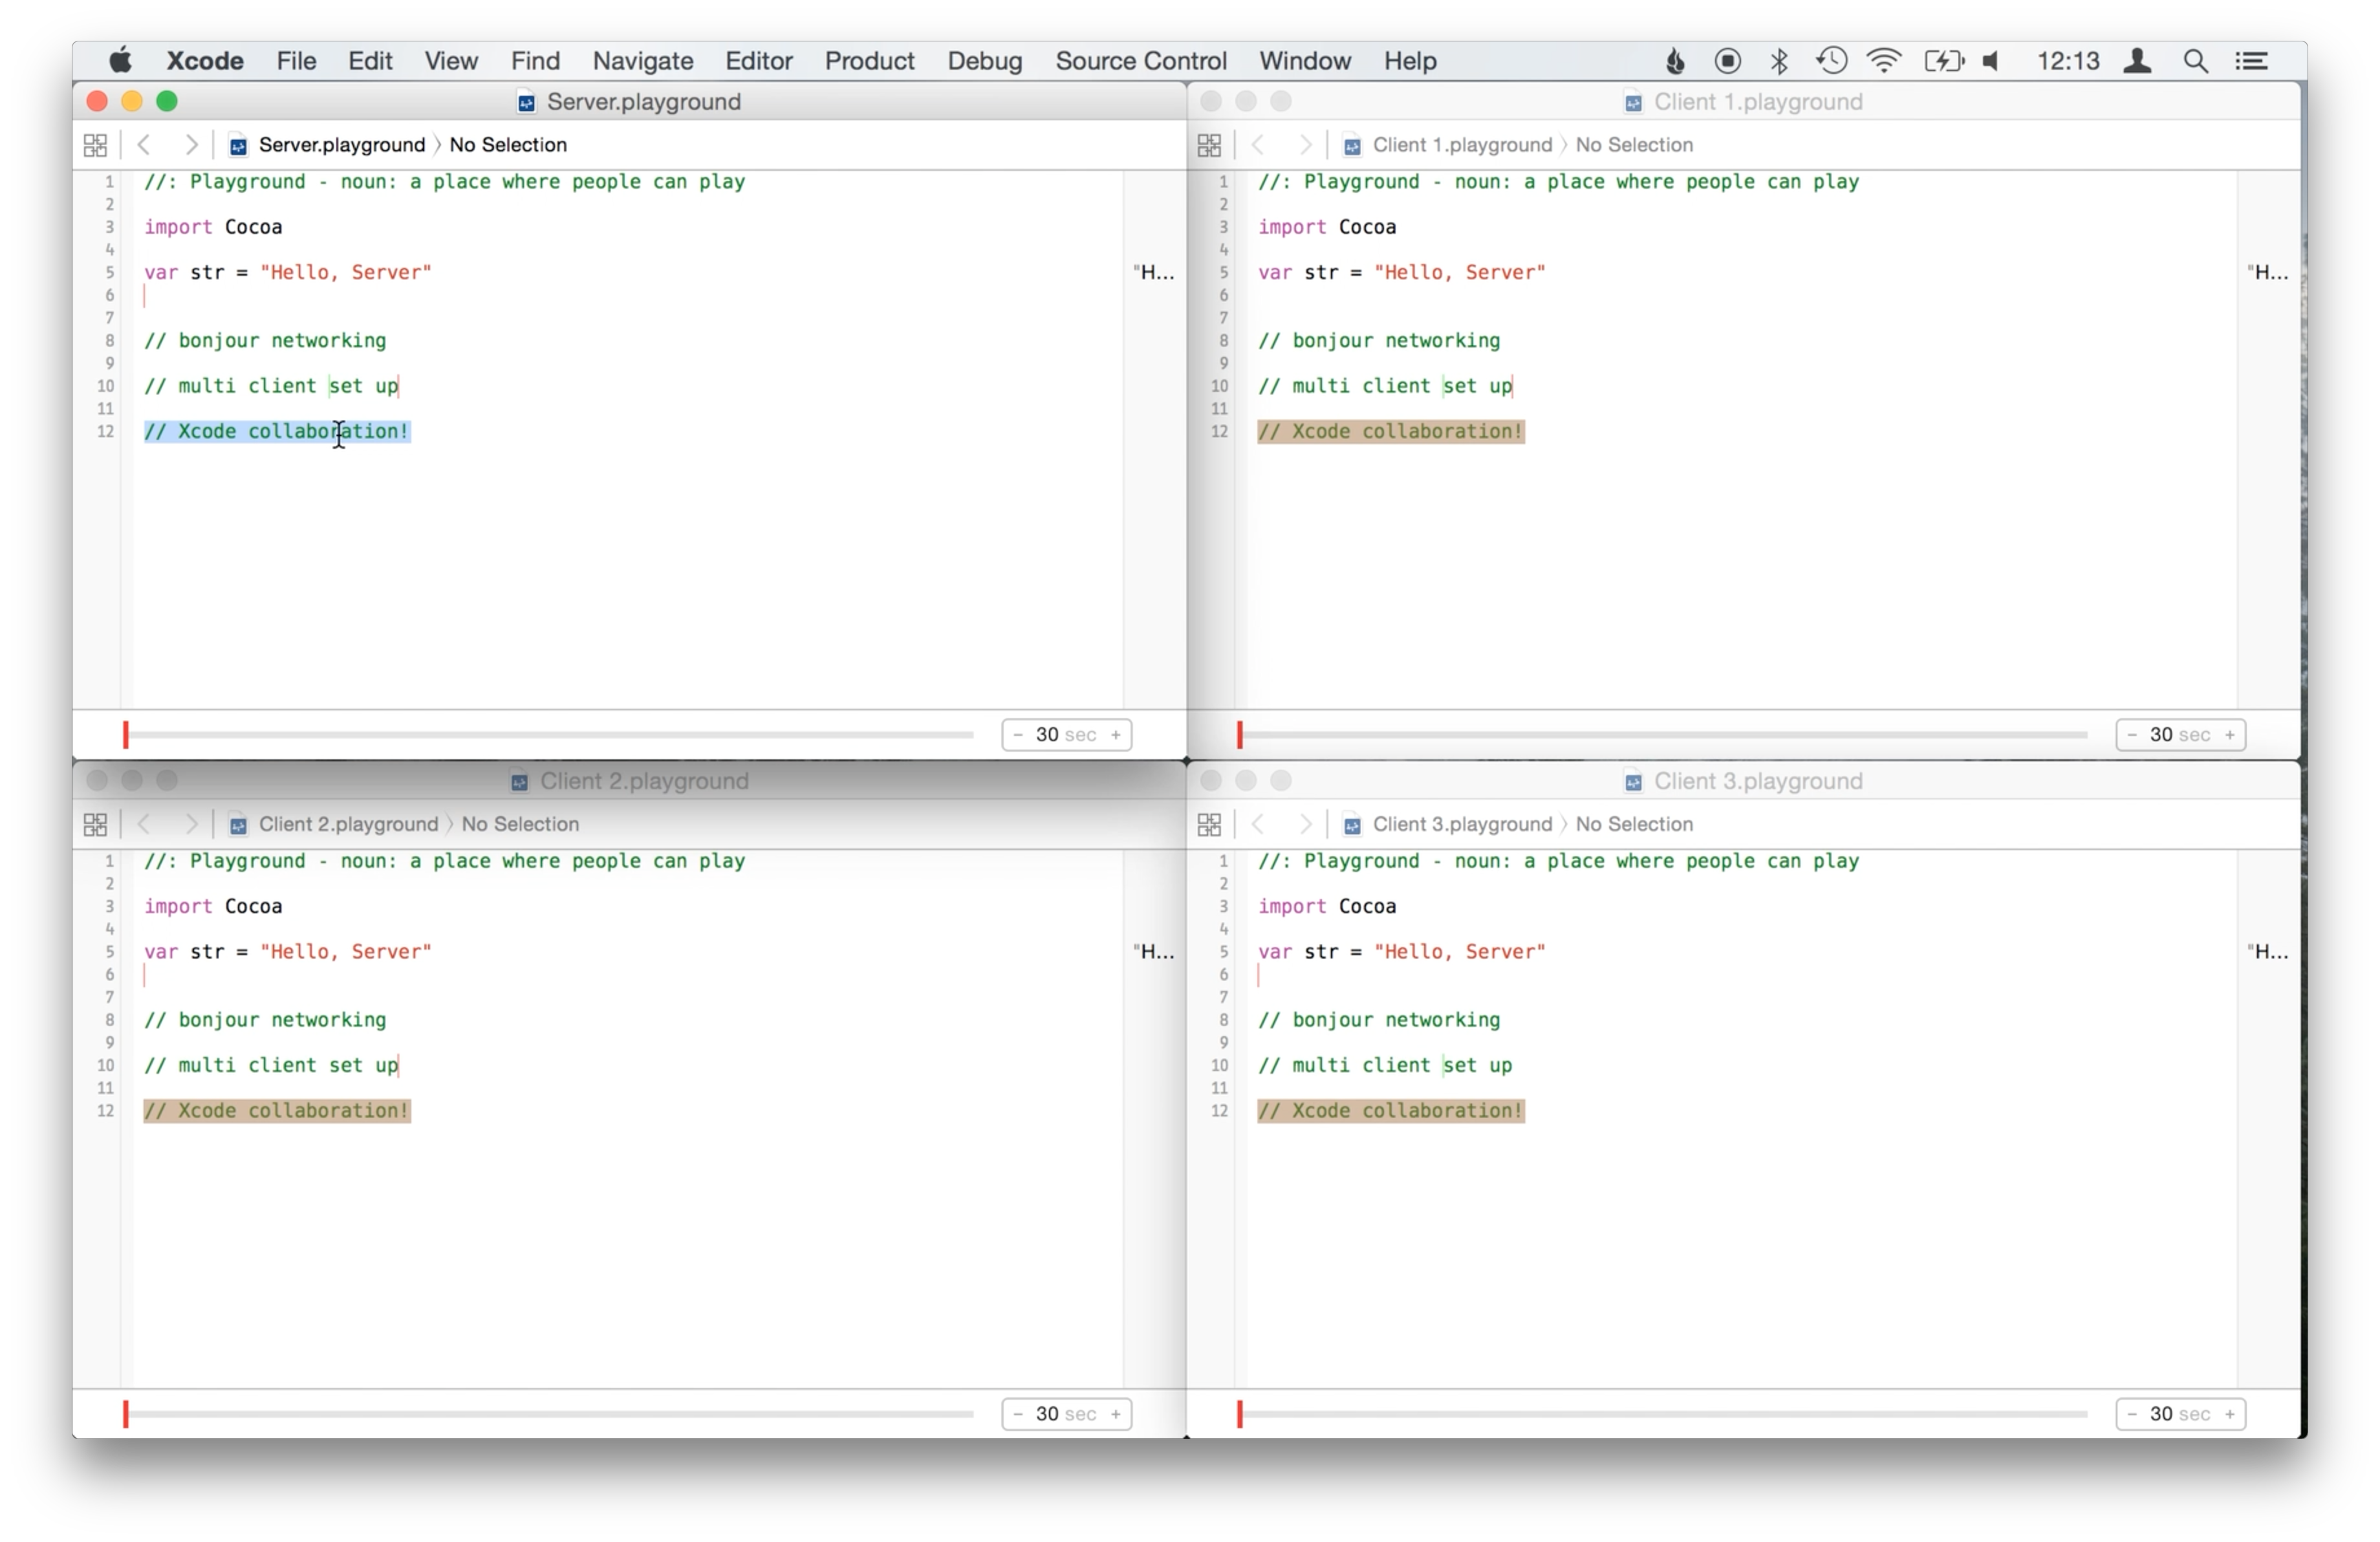 Xcode File Edit View Find Navigate Editor Product Debug Source Control Window Help 12:13
Server.playground
Server.playground 〉 No Selection
1 //: Playground - noun: a place where people can play
2
3 import Cocoa
4
5 var str = "Hello, Server" "H...
6
7
8 // bonjour networking
9
10 // multi client set up
11
12 // Xcode collaboration!
− 30 sec +
Client 1.playground
Client 1.playground 〉 No Selection
1 //: Playground - noun: a place where people can play
2
3 import Cocoa
4
5 var str = "Hello, Server" "H...
6
7
8 // bonjour networking
9
10 // multi client set up
11
12 // Xcode collaboration!
− 30 sec +
Client 2.playground
Client 2.playground 〉 No Selection
1 //: Playground - noun: a place where people can play
2
3 import Cocoa
4
5 var str = "Hello, Server" "H...
6
7
8 // bonjour networking
9
10 // multi client set up
11
12 // Xcode collaboration!
− 30 sec +
Client 3.playground
Client 3.playground 〉 No Selection
1 //: Playground - noun: a place where people can play
2
3 import Cocoa
4
5 var str = "Hello, Server" "H...
6
7
8 // bonjour networking
9
10 // multi client set up
11
12 // Xcode collaboration!
− 30 sec +